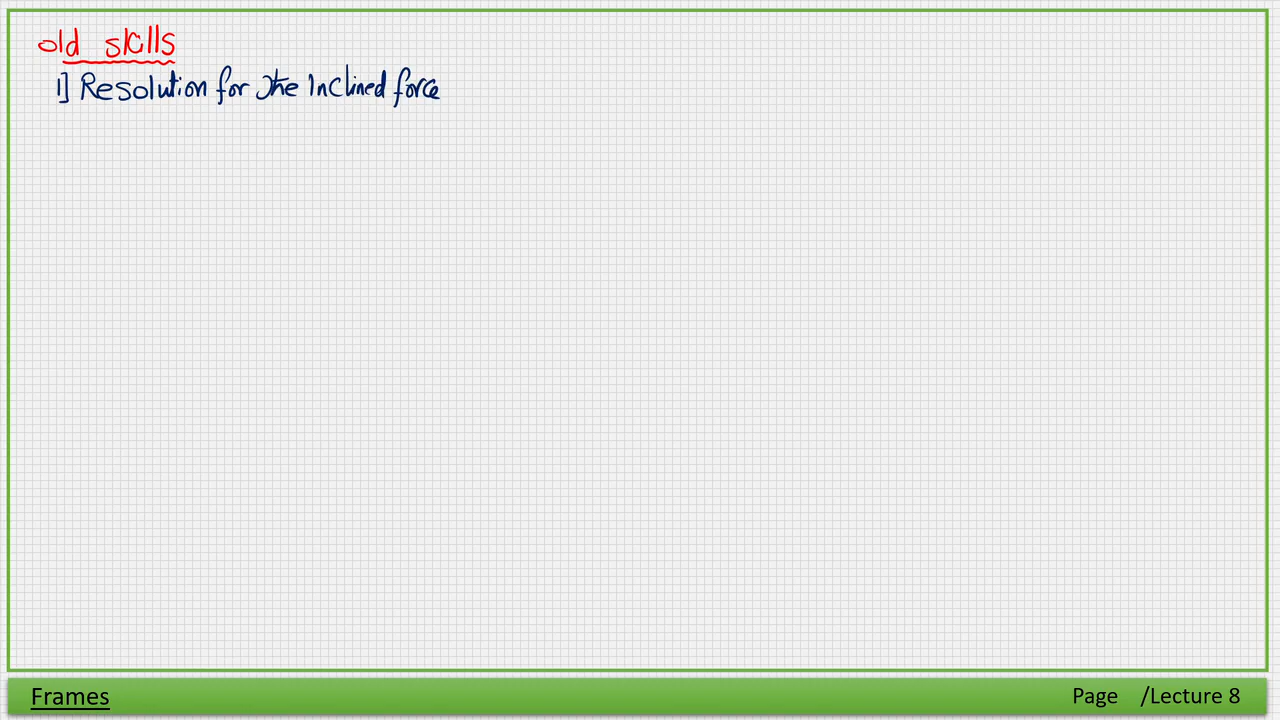 old skills
1] Resolution for the Inclined force
Frames
Page /Lecture 8